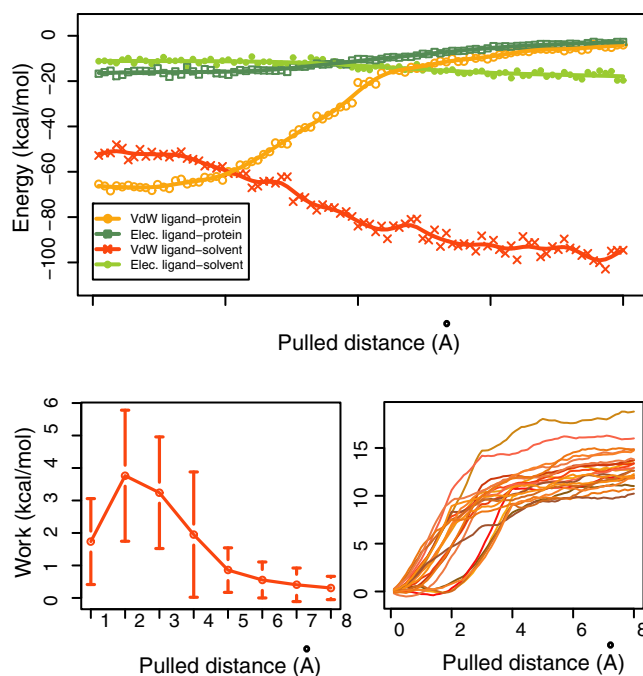 Energy (kcal/mol)
0
−20
−40
−60
−80
−100
VdW ligand−protein
Elec. ligand−protein
VdW ligand−solvent
Elec. ligand−solvent
Pulled distance (Å)
Work (kcal/mol)
6
5
4
3
2
1
0
1 2 3 4 5 6 7 8
Pulled distance (Å)
15
10
5
0
0 2 4 6 8
Pulled distance (Å)